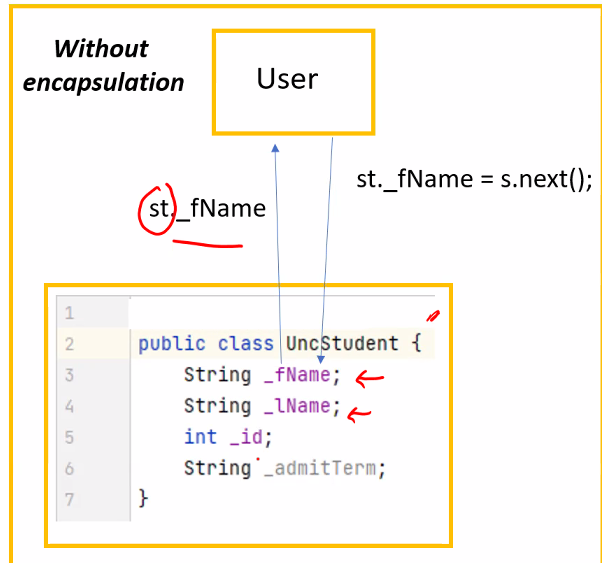 Without
encapsulation
User
st._fName = s.next();
st._fName
1
2 public class UncStudent {
3 String _fName;
4 String _lName;
5 int _id;
6 String _admitTerm;
7 }